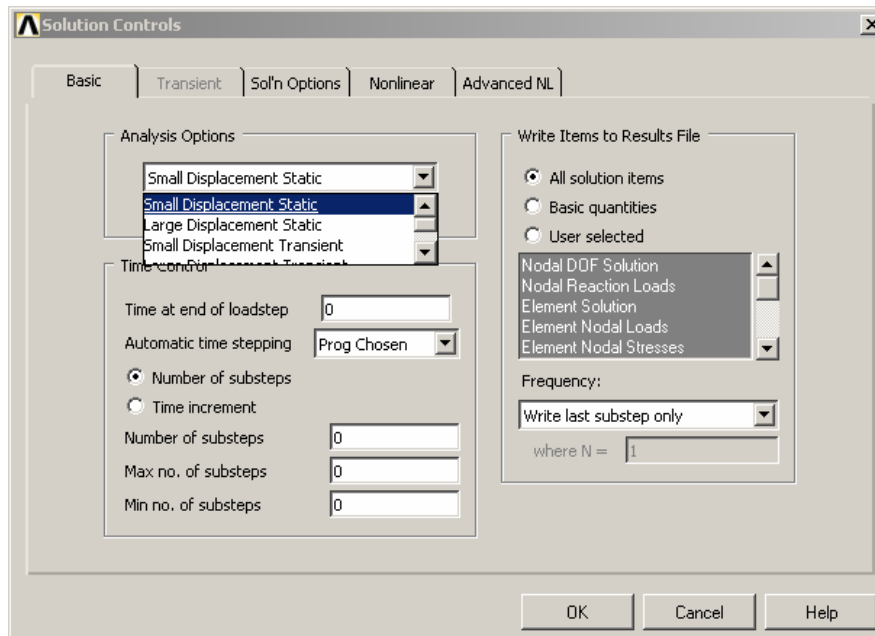 Solution Controls
Basic
Transient
Sol'n Options
Nonlinear
Advanced NL
Analysis Options
Small Displacement Static
Small Displacement Static
Large Displacement Static
Small Displacement Transient
Large Displacement Transient
Time Control
Time at end of loadstep 0
Automatic time stepping Prog Chosen
Number of substeps
Time increment
Number of substeps 0
Max no. of substeps 0
Min no. of substeps 0
Write Items to Results File
All solution items
Basic quantities
User selected
Nodal DOF Solution
Nodal Reaction Loads
Element Solution
Element Nodal Loads
Element Nodal Stresses
Frequency:
Write last substep only
where N = 1
OK
Cancel
Help